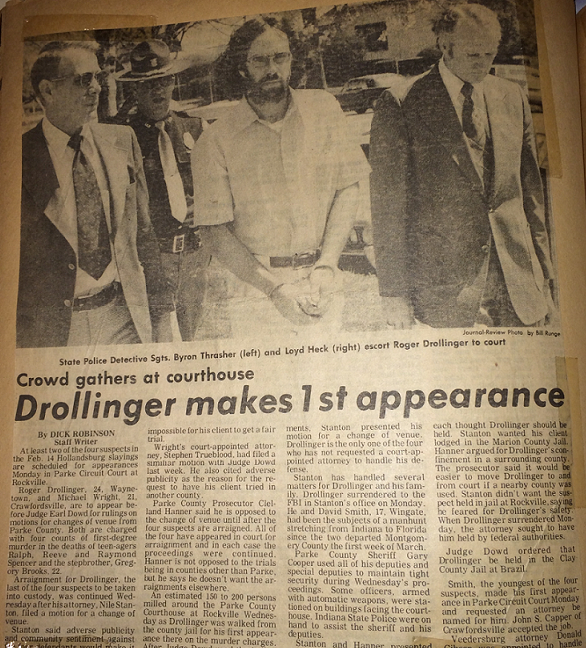 Journal-Review Photo by Bill Runge
State Police Detective Sgts. Byron Thrasher (left) and Loyd Heck (right) escort Roger Drollinger to court
Crowd gathers at courthouse
Drollinger makes 1st appearance
By DICK ROBINSON
Staff Writer
At least two of the four suspects in
the Feb. 14 Hollandsburg slayings
are scheduled for appearances
Monday in Parke Circuit Court at
Rockville.
Roger Drollinger, 24, Wayne-
town, and Michael Wright, 21,
Crawfordsville, are to appear be-
fore Judge Earl Dowd for rulings on
motions for changes of venue from
Parke County. Both are charged
with four counts of first-degree
murder in the deaths of teen-agers
Ralph, Reeve and Raymond
Spencer and the stepbrother, Greg-
ory Brooks, 22.
Arraignment for Drollinger, the
last of the four suspects to be taken
into custody, was continued Wed-
nesday after his attorney, Nile Stan-
ton, filed a motion for a change of
venue.
Stanton said adverse publicity
and community sentiment against
impossible for his client to get a fair
trial.
Wright's court-appointed attor-
ney, Stephen Trueblood, had filed a
similar motion with Judge Dowd
last week. He also cited adverse
publicity as the reason for the re-
quest to have his client tried in
another county.
Parke County Prosecutor Clel-
land Hanner said he is opposed to
the change of venue until after the
four suspects are arraigned. All of
the four have appeared in court for
arraignment and in each case the
proceedings were continued.
Hanner is not opposed to the trials
being in counties other than Parke,
but he says he doesn't want the ar-
raignments elsewhere.
An estimated 150 to 200 persons
milled around the Parke County
Courthouse at Rockville Wednes-
day as Drollinger was walked from
the county jail for his first appear-
ance there on the murder charges.
ments. Stanton presented his
motion for a change of venue.
Drollinger is the only one of the four
who has not requested a court-ap-
pointed attorney to handle his de-
fense.
Stanton has handled several
matters for Drollinger and his fam-
ily. Drollinger surrendered to the
FBI in Stanton's office on Monday.
He and David Smith, 17, Wingate,
had been the subjects of a manhunt
stretching from Indiana to Florida
since the two departed Montgom-
ery County the first week of March.
Parke County Sheriff Gary
Cooper used all of his deputies and
special deputies to maintain tight
security during Wednesday's pro-
ceedings. Some officers, armed
with automatic weapons, were sta-
tioned on buildings facing the court-
house. Indiana State Police were on
hand to assist the sheriff and his
deputies.
Stanton and Hanner presented
each thought Drollinger should be
held. Stanton wanted his client
lodged in the Marion County Jail.
Hanner argued for Drollinger's con-
finement in a surrounding county.
The prosecutor said it would be
easier to move Drollinger to and
from court if a nearby county was
used. Stanton didn't want the sus-
pect held in jail at Rockville, saying
he feared for Drollinger's safety.
When Drollinger surrendered Mon-
day, the attorney sought to have
him held by federal authorities.
Judge Dowd ordered that
Drollinger be held in the Clay
County Jail at Brazil.
Smith, the youngest of the four
suspects, made his first appear-
ance in Parke Circuit Court Monday
and requested an attorney be
named for him. John S. Capper of
Crawfordsville accepted the job.
Veedersburg attorney Donald